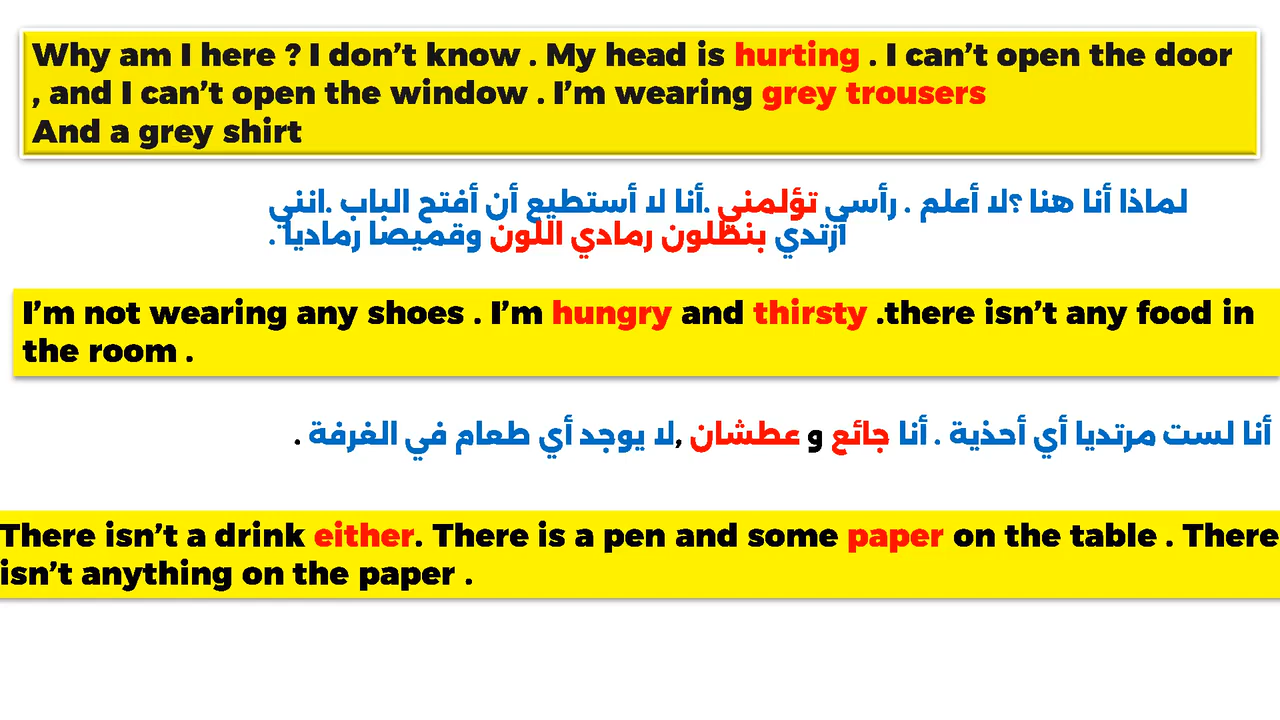 Why am I here ? I don’t know . My head is hurting . I can’t open the door
, and I can’t open the window . I’m wearing grey trousers
And a grey shirt
لماذا أنا هنا ؟لا أعلم . رأسي تؤلمني .أنا لا أستطيع أن أفتح الباب .انني
أرتدي بنطلون رمادي اللون وقميصا رماديا .
I’m not wearing any shoes . I’m hungry and thirsty .there isn’t any food in
the room .
أنا لست مرتديا أي أحذية . أنا جائع و عطشان ,لا يوجد أي طعام في الغرفة .
There isn’t a drink either. There is a pen and some paper on the table . There
isn’t anything on the paper .